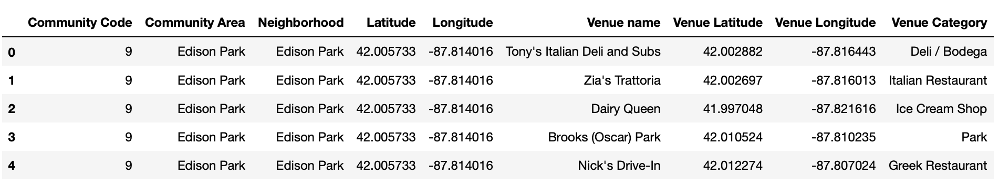 Community Code Community Area Neighborhood Latitude Longitude Venue name Venue Latitude Venue Longitude Venue Category
0 9 Edison Park Edison Park 42.005733 -87.814016 Tony's Italian Deli and Subs 42.002882 -87.816443 Deli / Bodega
1 9 Edison Park Edison Park 42.005733 -87.814016 Zia's Trattoria 42.002697 -87.816013 Italian Restaurant
2 9 Edison Park Edison Park 42.005733 -87.814016 Dairy Queen 41.997048 -87.821616 Ice Cream Shop
3 9 Edison Park Edison Park 42.005733 -87.814016 Brooks (Oscar) Park 42.010524 -87.810235 Park
4 9 Edison Park Edison Park 42.005733 -87.814016 Nick's Drive-In 42.012274 -87.807024 Greek Restaurant